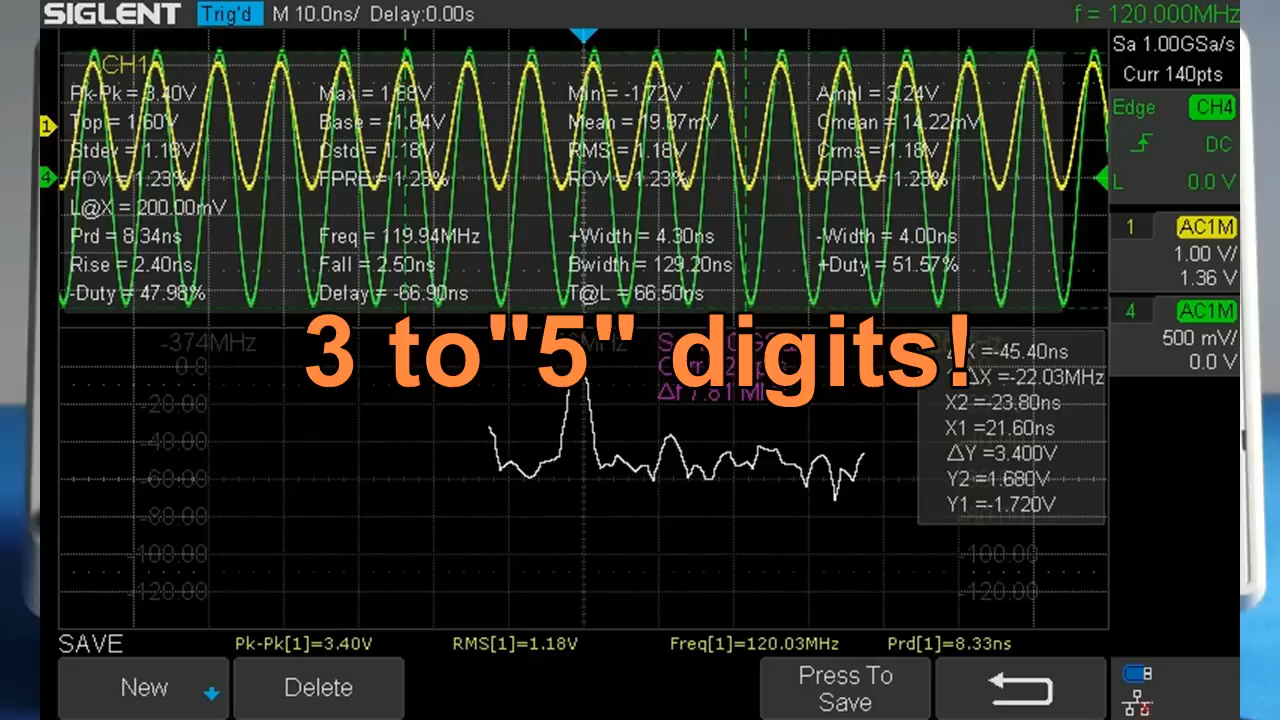 SIGLENT Trig'd M 10.0ns/ Delay:0.00s f = 120.000MHz
Sa 1.00GSa/s
Curr 140pts
Edge CH4
DC
L 0.0 V
1 AC1M
1.00 V/
1.36 V
4 AC1M
500 mV/
0.0 V
CH1
Pk-Pk = 3.40V Max = 1.68V Min = -1.72V Ampl = 3.24V
Top = 1.60V Base = -1.64V Mean = 19.97mV Cmean = 14.22mV
Stdev = 1.18V Cstd = 1.18V RMS = 1.18V Crms = 1.18V
FOV = 1.23% FPRE = 1.23% ROV = 1.23% RPRE = 1.23%
L@X = 200.00mV
Prd = 8.34ns Freq = 119.94MHz +Width = 4.30ns -Width = 4.00ns
Rise = 2.40ns Fall = 2.50ns Bwidth = 129.20ns +Duty = 51.57%
-Duty = 47.98% Delay = -66.90ns T@L = 66.50ns
1
4
3 to"5" digits!
-374MHz
0.0
-20.00
-40.00
-60.00
-80.00
-100.00 -100.00
-120.00 -120.00
Δf 7.81 MHz
ΔX =-45.40ns
ΔX =-22.03MHz
X2 =-23.80ns
X1 =21.60ns
ΔY =3.400V
Y2 =1.680V
Y1 =-1.720V
SAVE Pk-Pk[1]=3.40V RMS[1]=1.18V Freq[1]=120.03MHz Prd[1]=8.33ns
New Delete Press To
Save